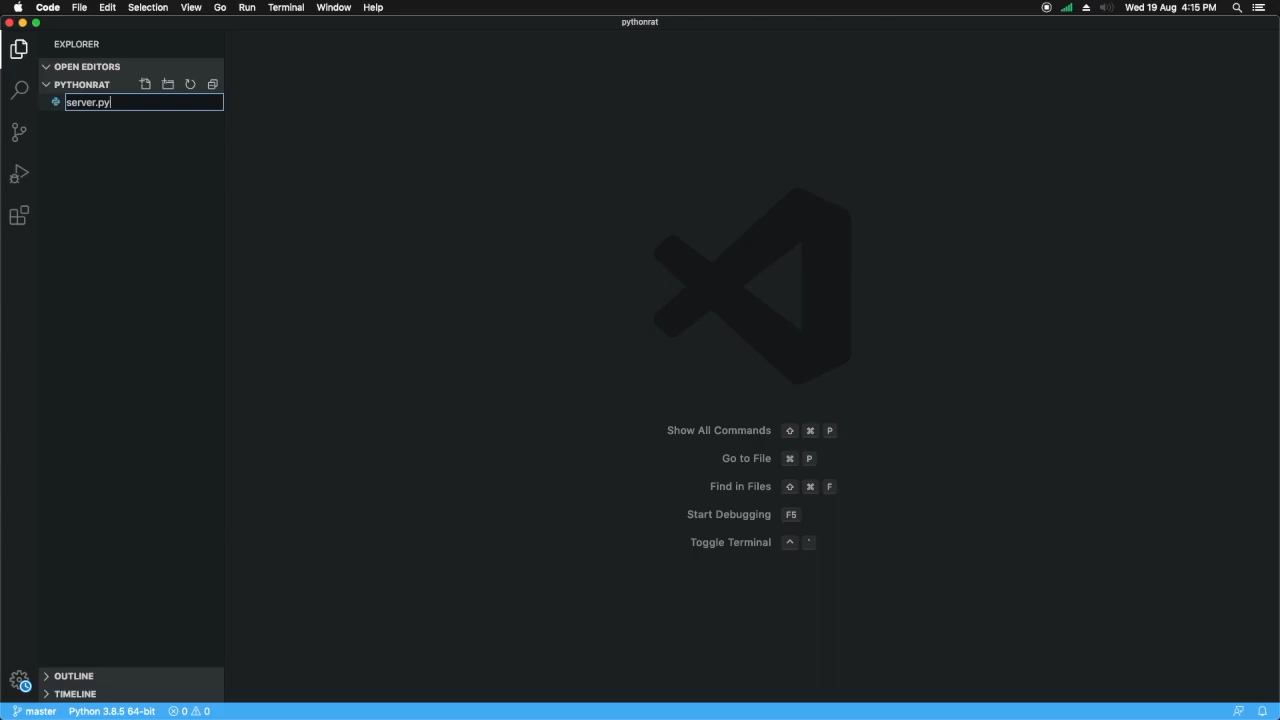 Code File Edit Selection View Go Run Terminal Window Help Wed 19 Aug 4:15 PM
pythonrat
EXPLORER
OPEN EDITORS
PYTHONRAT
server.py
Show All Commands ⇧ ⌘ P
Go to File ⌘ P
Find in Files ⇧ ⌘ F
Start Debugging F5
Toggle Terminal ^ `
OUTLINE
TIMELINE
master Python 3.8.5 64-bit 0 0